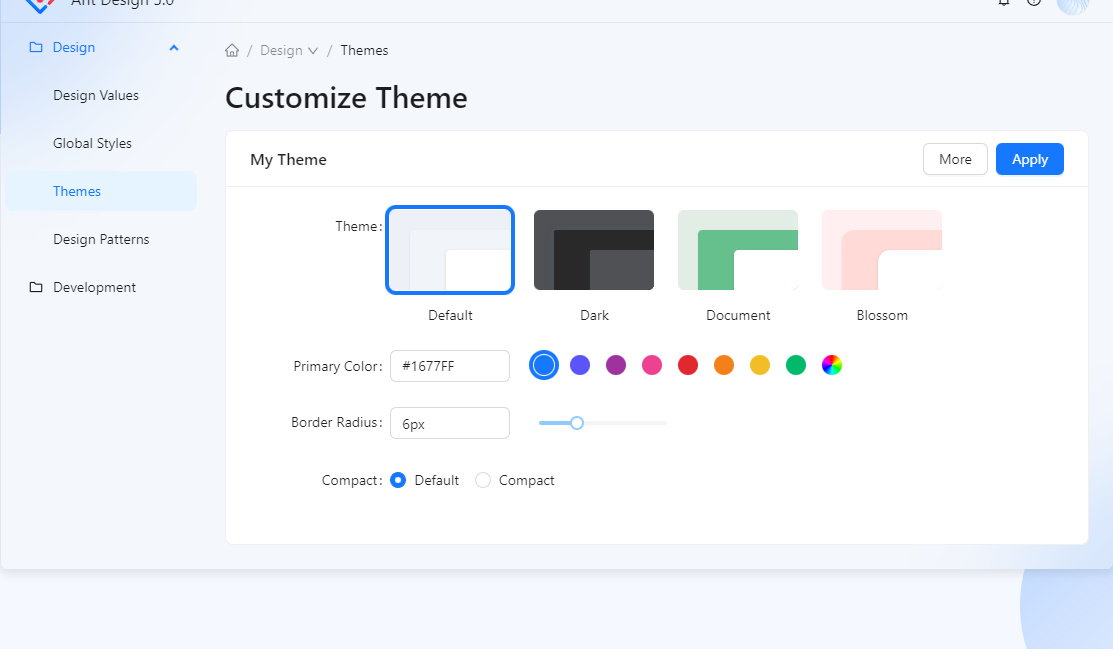 Ant Design 5.0
Design
Design Values
Global Styles
Themes
Design Patterns
Development
/ Design / Themes
Customize Theme
My Theme
More
Apply
Theme:
Default
Dark
Document
Blossom
Primary Color: #1677FF
Border Radius: 6px
Compact: Default Compact